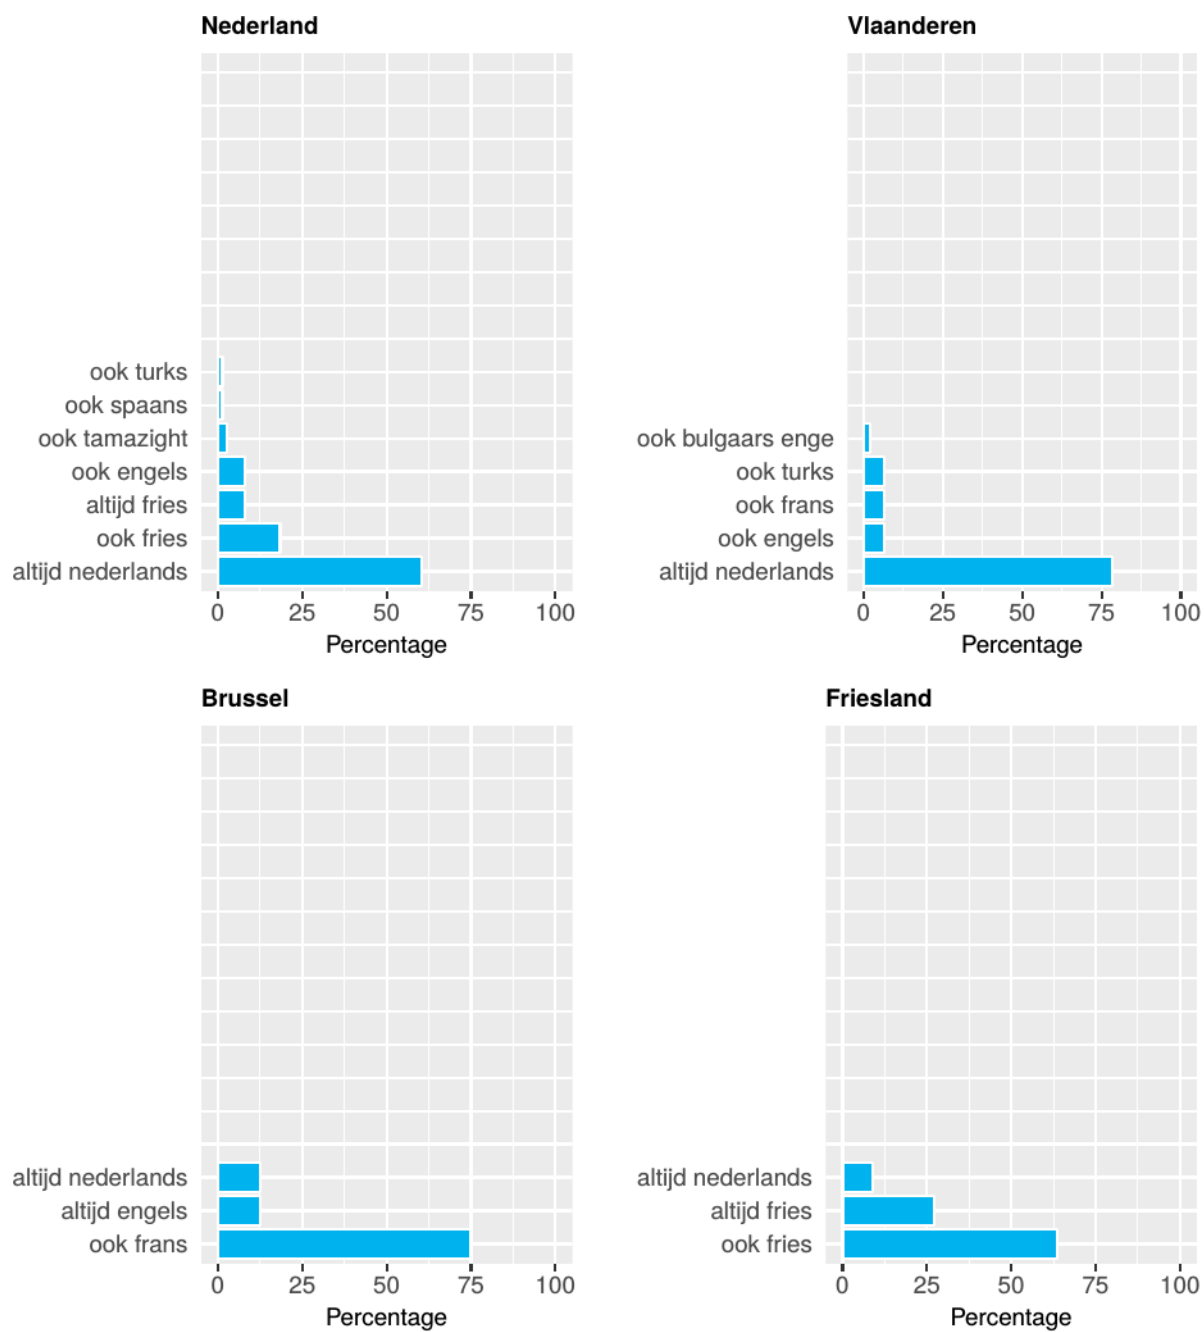 Nederland
ook turks
ook spaans
ook tamazight
ook engels
altijd fries
ook fries
altijd nederlands
0 25 50 75 100
Percentage
Vlaanderen
ook bulgaars enge
ook turks
ook frans
ook engels
altijd nederlands
0 25 50 75 100
Percentage
Brussel
altijd nederlands
altijd engels
ook frans
0 25 50 75 100
Percentage
Friesland
altijd nederlands
altijd fries
ook fries
0 25 50 75 100
Percentage